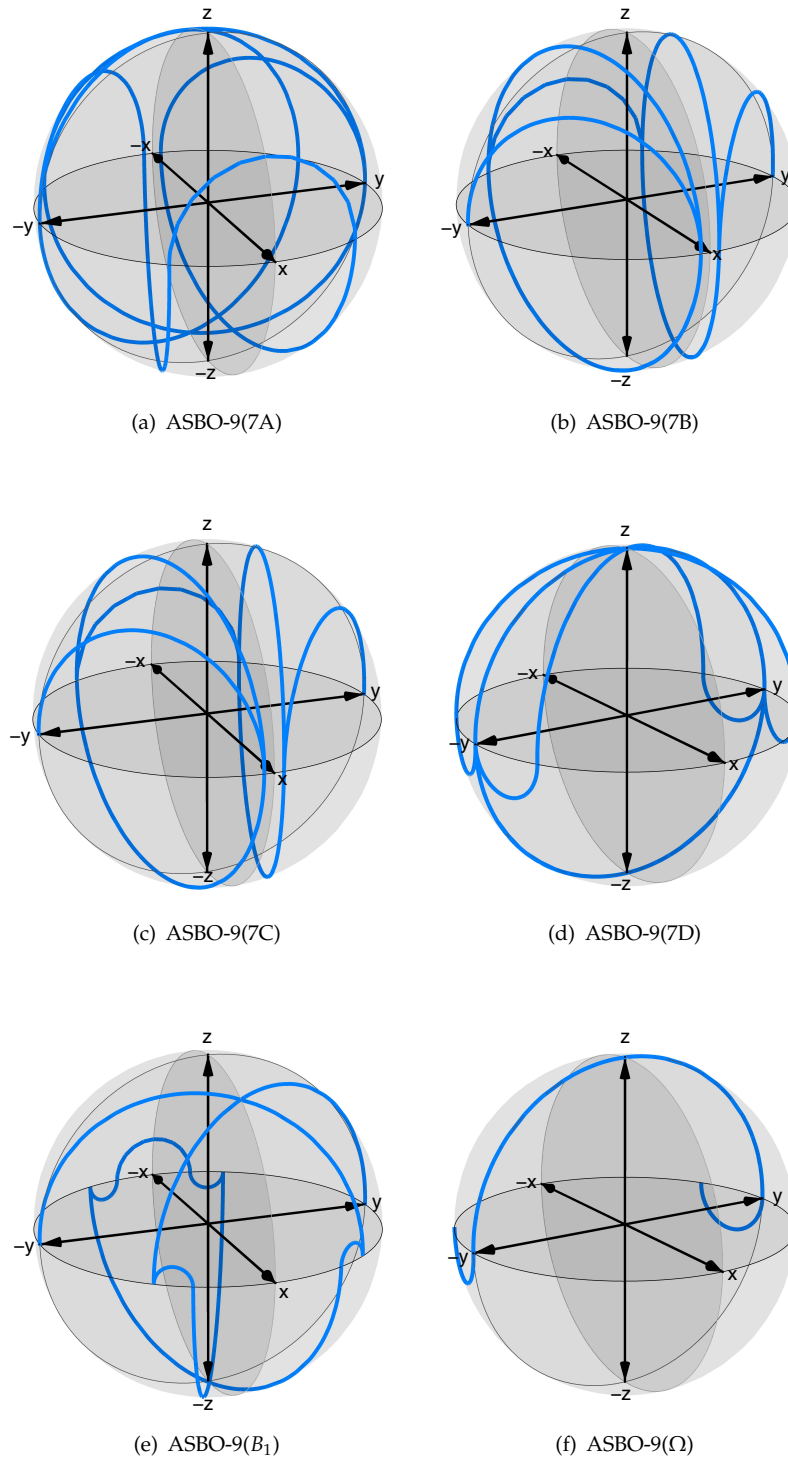 z
−x
y
−y
x
−z
(a) ASBO-9(7A)
z
−x
y
−y
x
−z
(b) ASBO-9(7B)
z
−x
y
−y
x
−z
(c) ASBO-9(7C)
z
−x
y
−y
x
−z
(d) ASBO-9(7D)
z
−x
y
−y
x
−z
(e) ASBO-9(B₁)
z
−x
y
−y
x
−z
(f) ASBO-9(Ω)